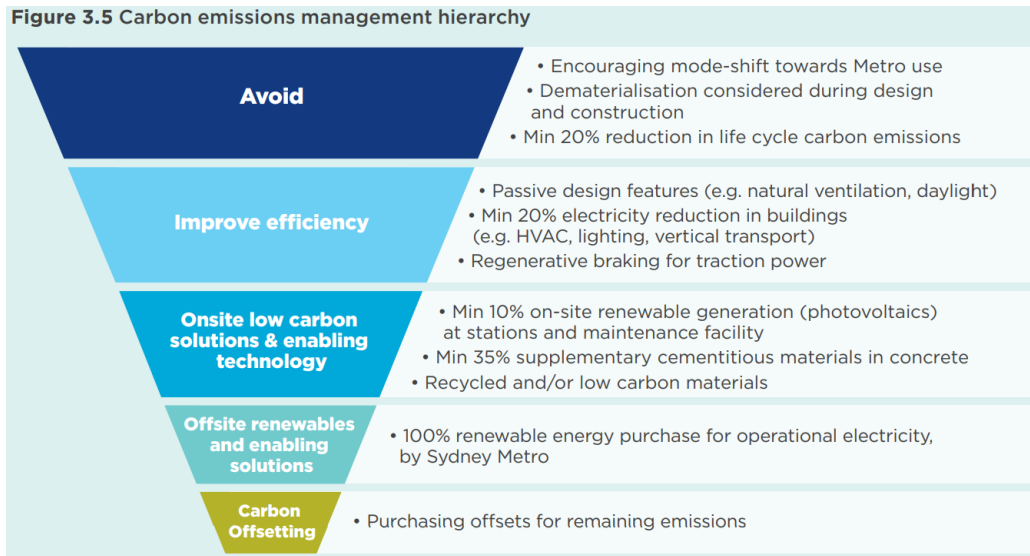 Figure 3.5 Carbon emissions management hierarchy
Avoid
• Encouraging mode-shift towards Metro use
• Dematerialisation considered during design
and construction
• Min 20% reduction in life cycle carbon emissions
Improve efficiency
• Passive design features (e.g. natural ventilation, daylight)
• Min 20% electricity reduction in buildings
(e.g. HVAC, lighting, vertical transport)
• Regenerative braking for traction power
Onsite low carbon
solutions & enabling
technology
• Min 10% on-site renewable generation (photovoltaics)
at stations and maintenance facility
• Min 35% supplementary cementitious materials in concrete
• Recycled and/or low carbon materials
Offsite renewables
and enabling
solutions
• 100% renewable energy purchase for operational electricity,
by Sydney Metro
Carbon
Offsetting
• Purchasing offsets for remaining emissions